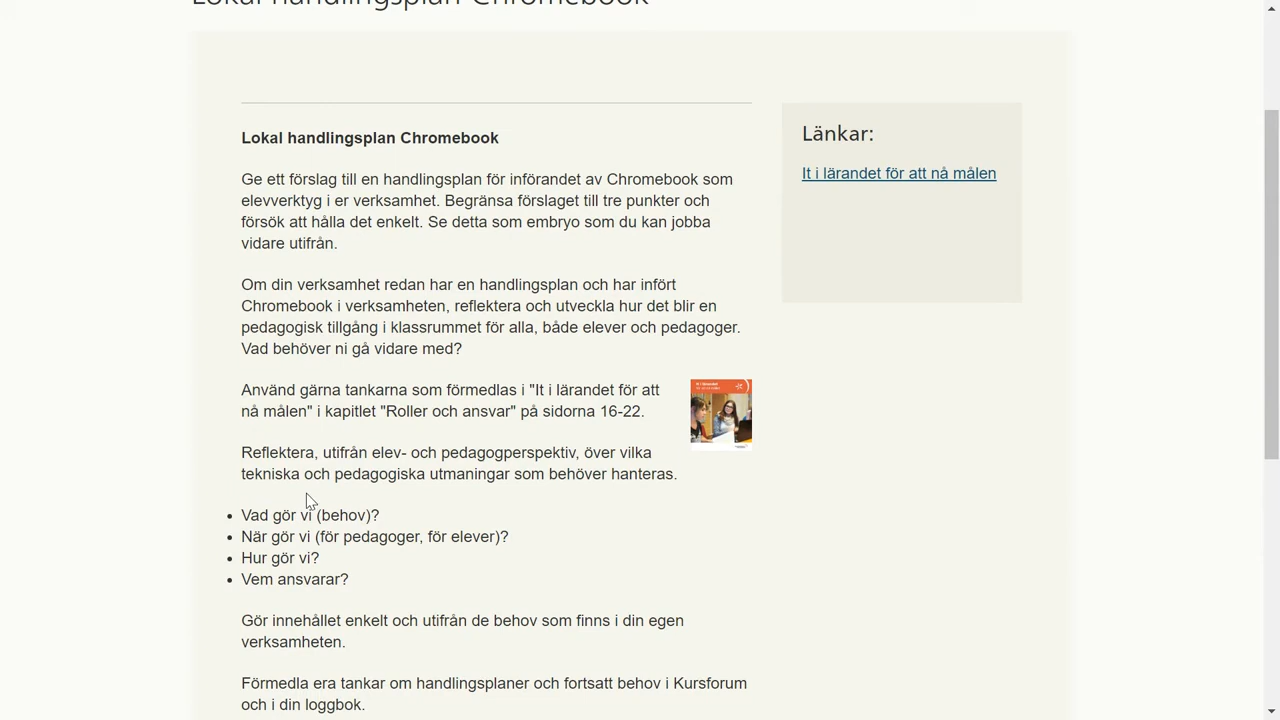 Lokal handlingsplan Chromebook
Lokal handlingsplan Chromebook
Ge ett förslag till en handlingsplan för införandet av Chromebook som
elevverktyg i er verksamhet. Begränsa förslaget till tre punkter och
försök att hålla det enkelt. Se detta som embryo som du kan jobba
vidare utifrån.
Om din verksamhet redan har en handlingsplan och har infört
Chromebook i verksamheten, reflektera och utveckla hur det blir en
pedagogisk tillgång i klassrummet för alla, både elever och pedagoger.
Vad behöver ni gå vidare med?
Använd gärna tankarna som förmedlas i "It i lärandet för att
nå målen" i kapitlet "Roller och ansvar" på sidorna 16-22.
Reflektera, utifrån elev- och pedagogperspektiv, över vilka
tekniska och pedagogiska utmaningar som behöver hanteras.
• Vad gör vi (behov)?
• När gör vi (för pedagoger, för elever)?
• Hur gör vi?
• Vem ansvarar?
Gör innehållet enkelt och utifrån de behov som finns i din egen
verksamheten.
Förmedla era tankar om handlingsplaner och fortsatt behov i Kursforum
och i din loggbok.
Länkar:
It i lärandet för att nå målen